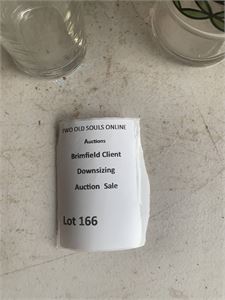 TWO OLD SOULS ONLINE
Auctions
Brimfield Client
Downsizing
Auction Sale
Lot 166